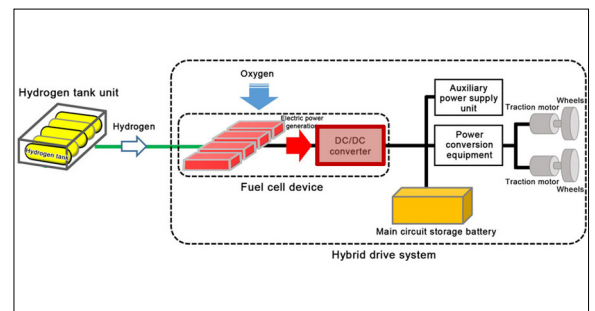 Hydrogen tank unit
Hydrogen tank
Hydrogen
Oxygen
Electric power
generation
DC/DC
converter
Fuel cell device
Auxiliary
power supply
unit
Power
conversion
equipment
Main circuit storage battery
Wheels
Traction motor
Traction motor
Wheels
Hybrid drive system